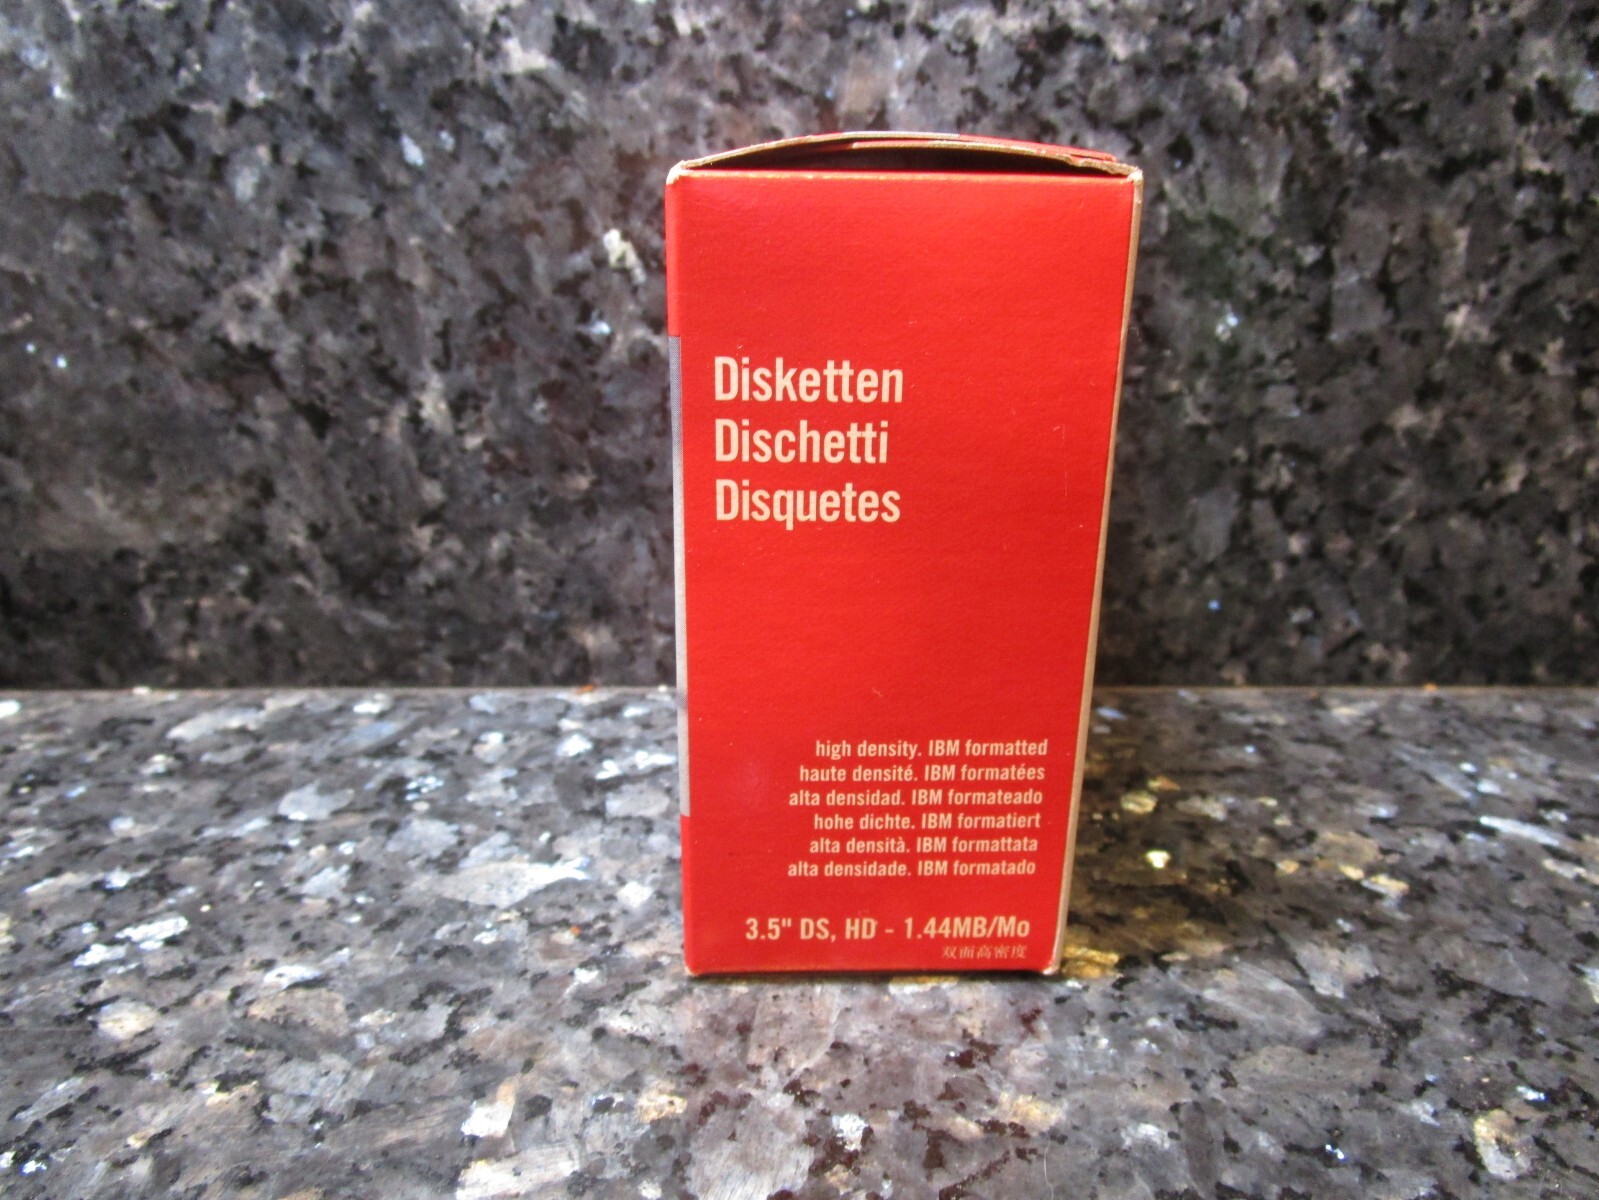 Disketten
Dischetti
Disquetes
high density. IBM formatted
haute densité. IBM formatées
alta densidad. IBM formateado
hohe dichte. IBM formatiert
alta densità. IBM formattata
alta densidade. IBM formatado
3.5" DS, HD - 1.44MB/Mo
双面高密度